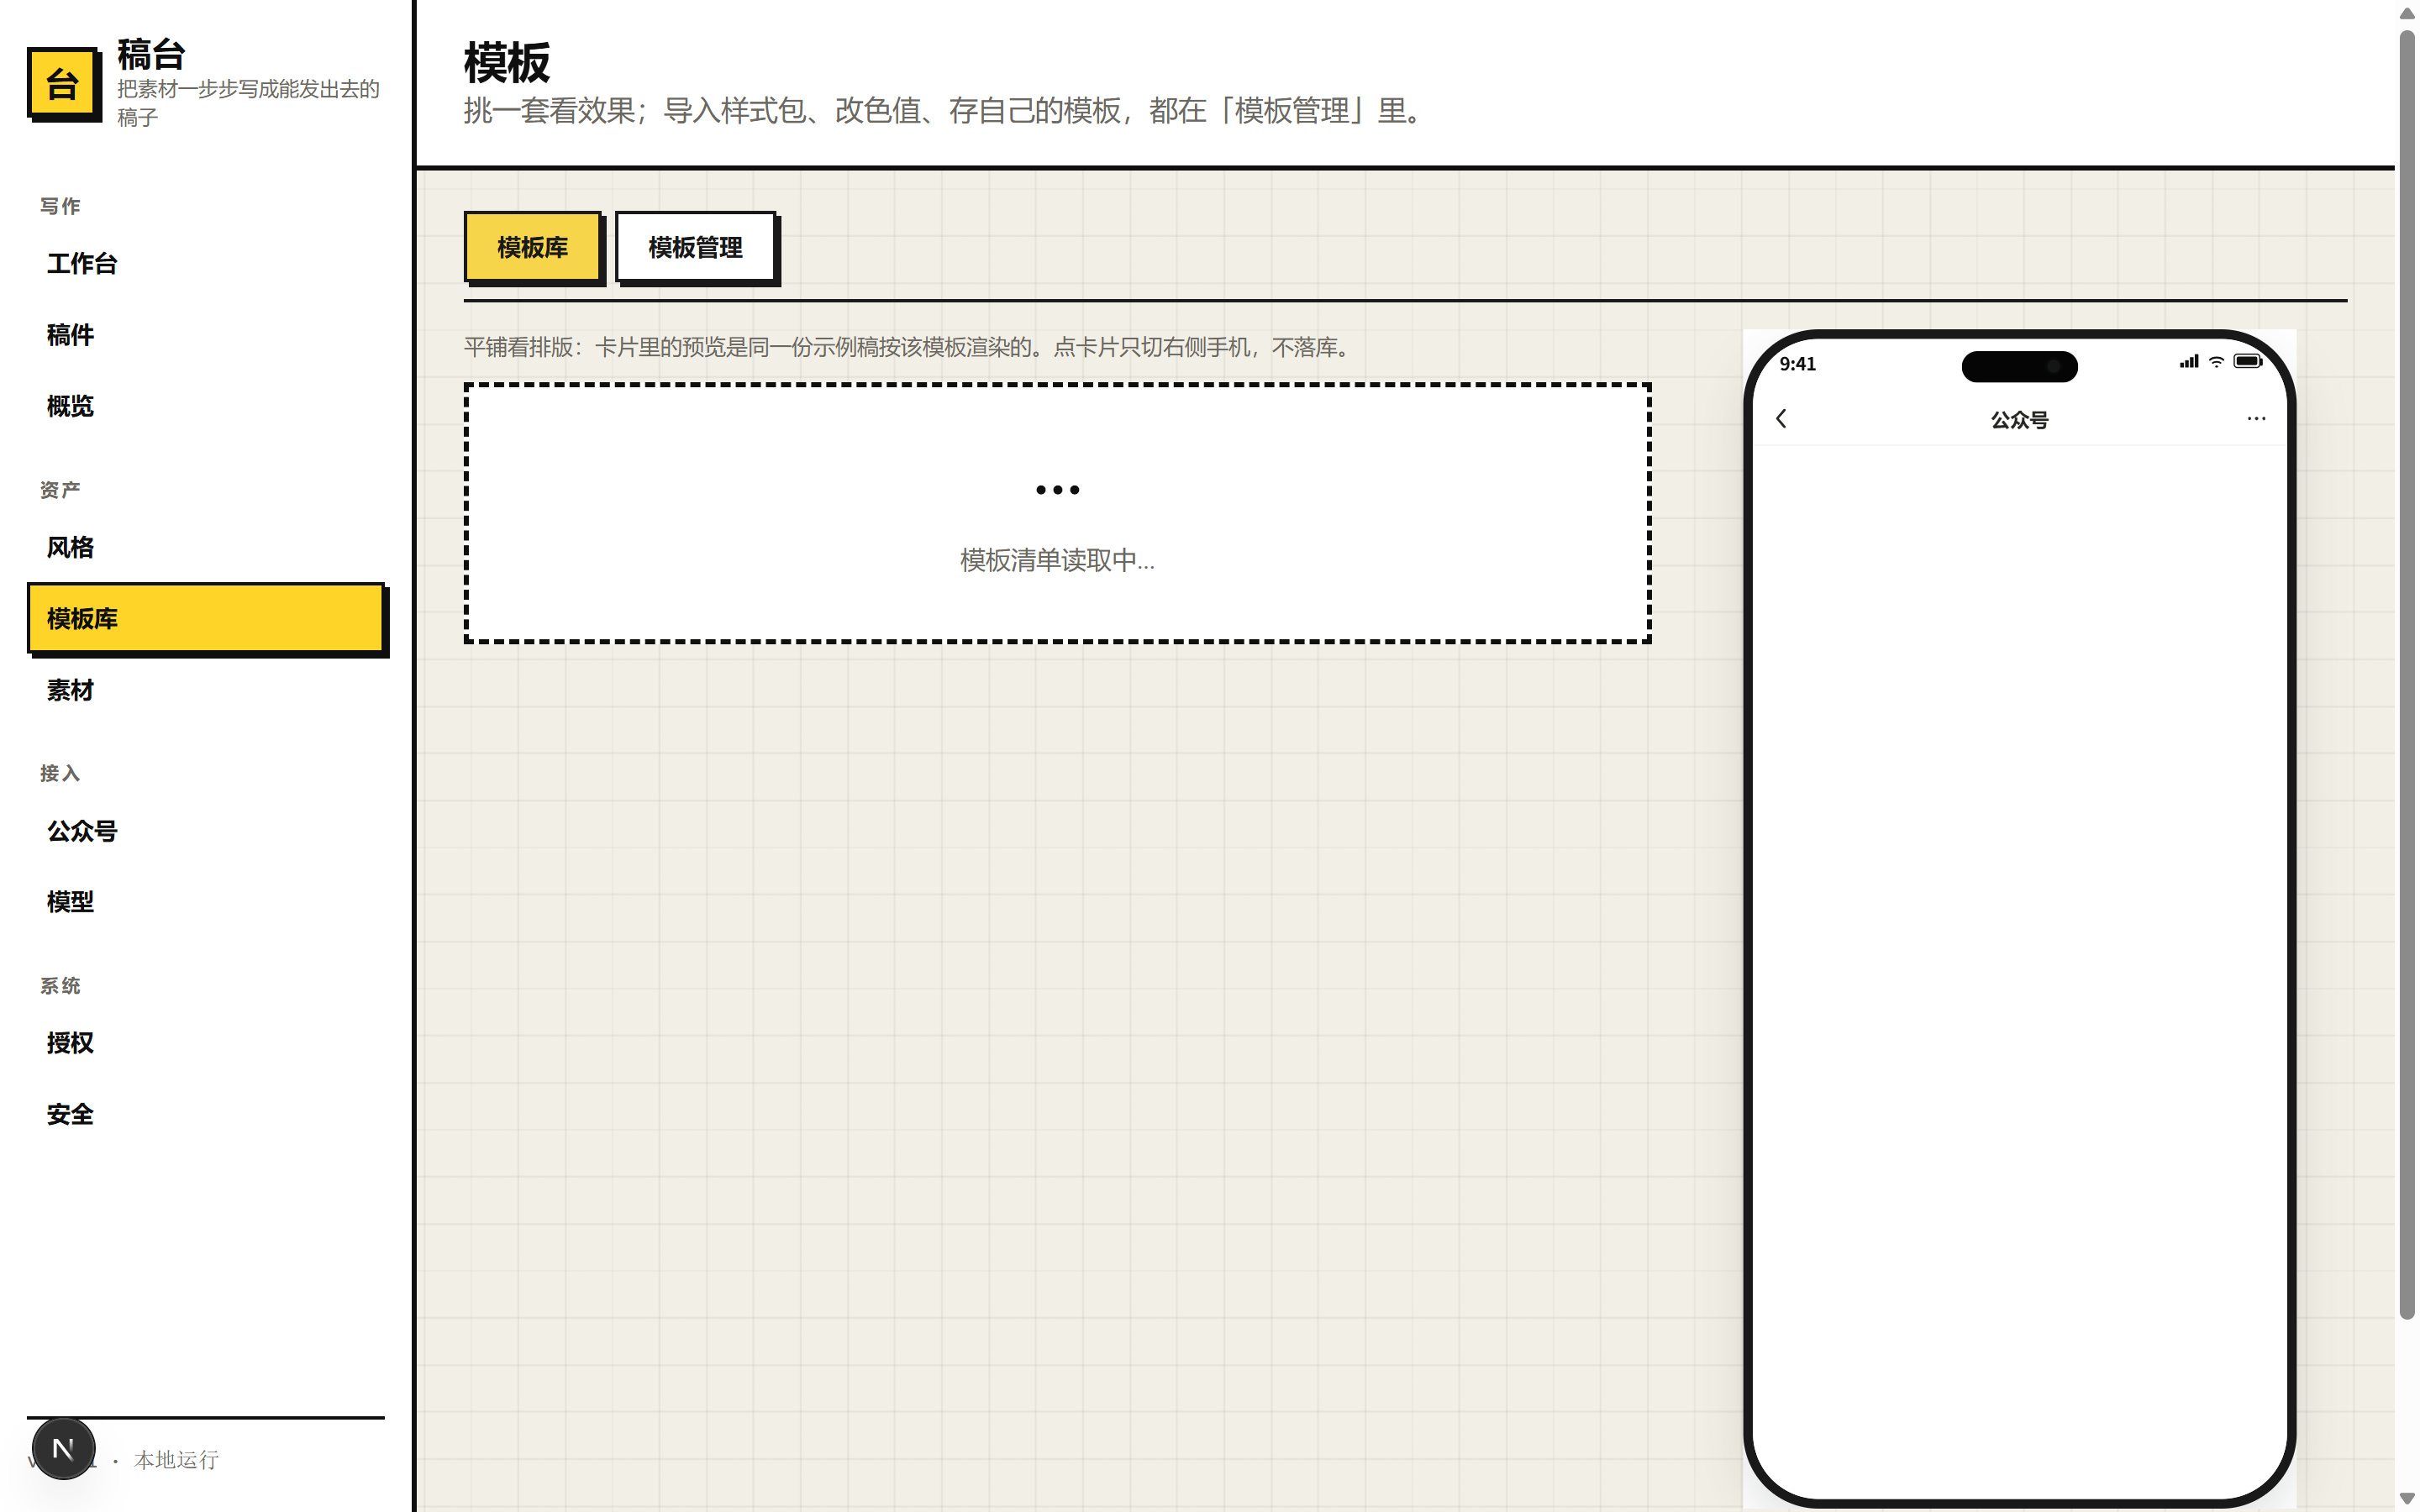 台
稿台
把素材一步步写成能发出去的
稿子
写作
工作台
稿件
概览
资产
风格
模板库
素材
接入
公众号
模型
系统
授权
安全
N
· 本地运行
模板
挑一套看效果；导入样式包、改色值、存自己的模板，都在「模板管理」里。
模板库
模板管理
平铺看排版：卡片里的预览是同一份示例稿按该模板渲染的。点卡片只切右侧手机，不落库。
模板清单读取中...
9:41
公众号